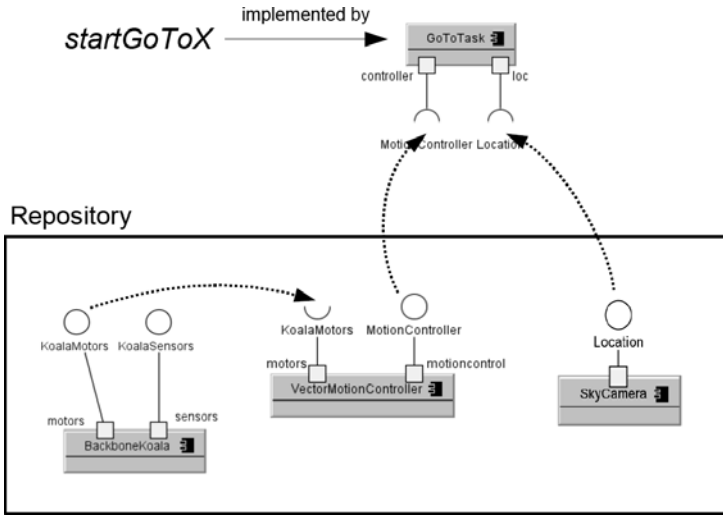 implemented by
startGoToX
GoToTask
controller
loc
MotionController Location
Repository
KoalaMotors
KoalaSensors
KoalaMotors
MotionController
Location
motors
motioncontrol
VectorMotionController
SkyCamera
motors
sensors
BackboneKoala